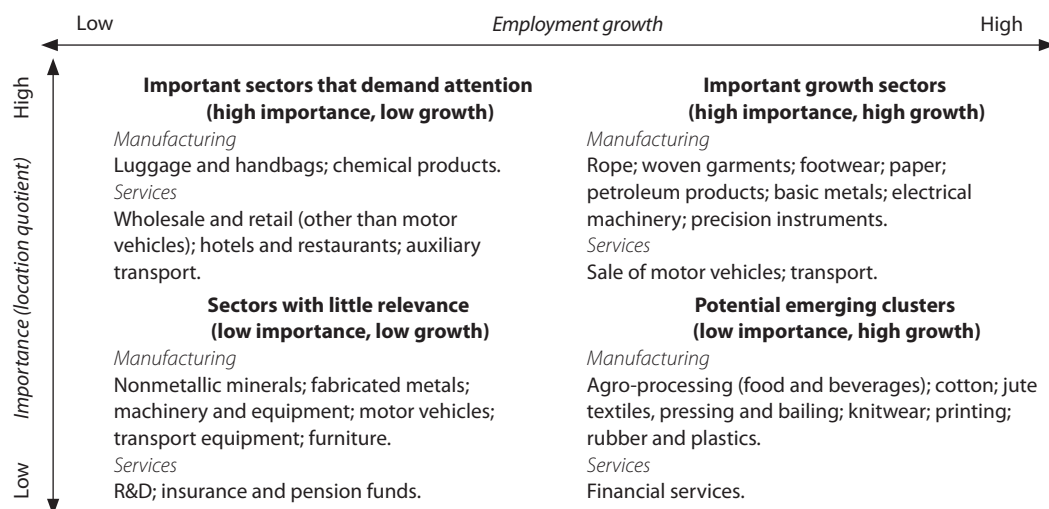 Low Employment growth High
High
Importance (location quotient)
Low
Important sectors that demand attention
(high importance, low growth)
Manufacturing
Luggage and handbags; chemical products.
Services
Wholesale and retail (other than motor
vehicles); hotels and restaurants; auxiliary
transport.
Important growth sectors
(high importance, high growth)
Manufacturing
Rope; woven garments; footwear; paper;
petroleum products; basic metals; electrical
machinery; precision instruments.
Services
Sale of motor vehicles; transport.
Sectors with little relevance
(low importance, low growth)
Manufacturing
Nonmetallic minerals; fabricated metals;
machinery and equipment; motor vehicles;
transport equipment; furniture.
Services
R&D; insurance and pension funds.
Potential emerging clusters
(low importance, high growth)
Manufacturing
Agro-processing (food and beverages); cotton; jute
textiles, pressing and bailing; knitwear; printing;
rubber and plastics.
Services
Financial services.